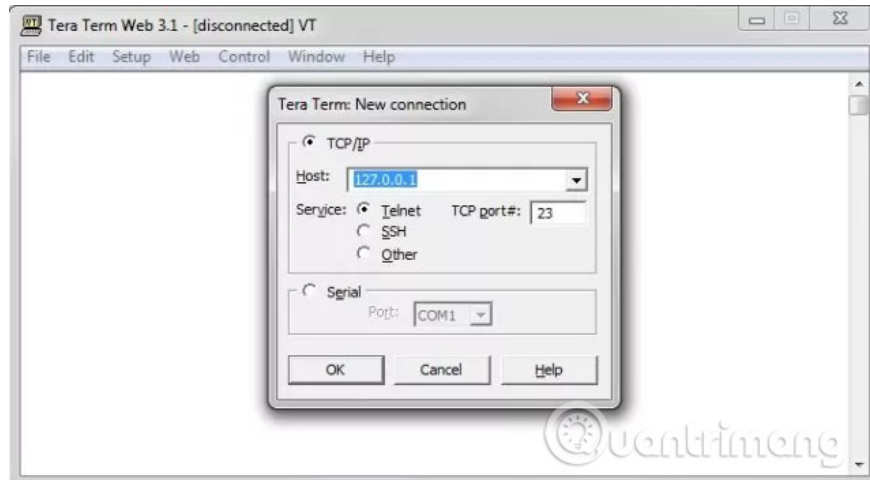 Tera Term Web 3.1 - [disconnected] VT
File Edit Setup Web Control Window Help
Tera Term: New connection
TCP/IP
Host: 127.0.0.1
Service: Telnet TCP port#: 23
SSH
Other
Serial
Port: COM1
OK Cancel Help
Quantrimang